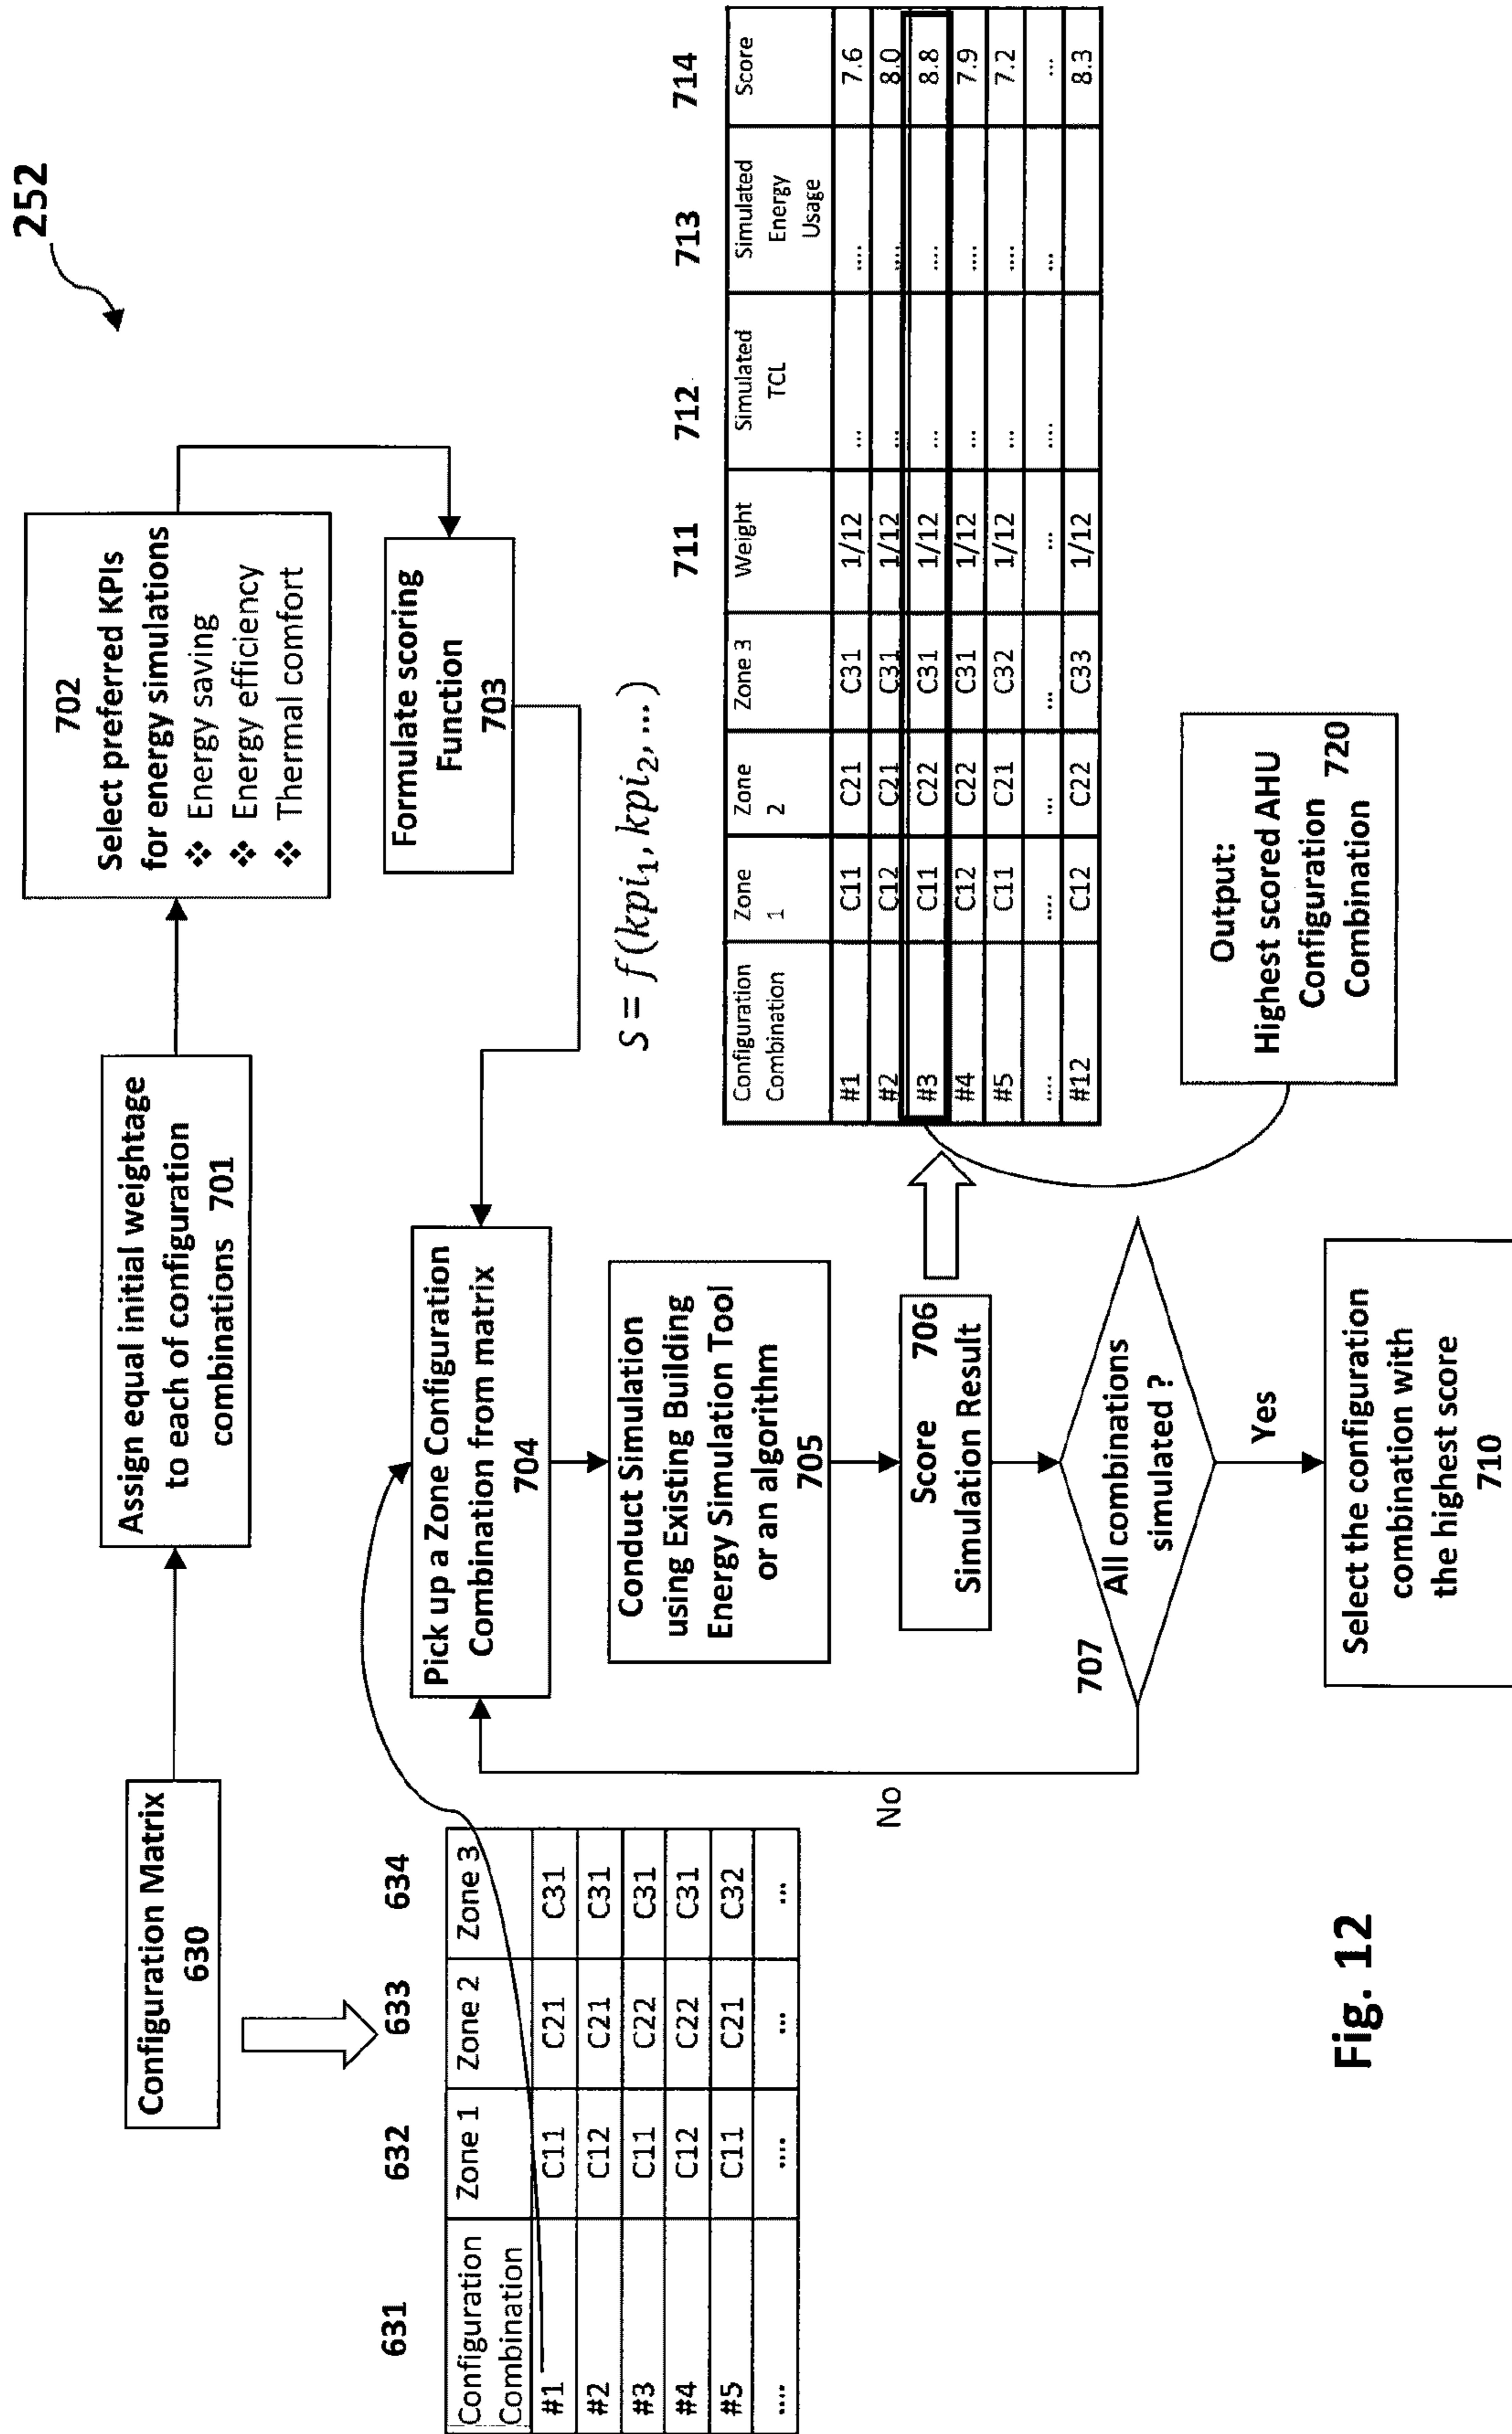 252
Configuration Matrix
630
Assign equal initial weightage
to each of configuration
combinations 701
702
Select preferred KPIs
for energy simulations
❖ Energy saving
❖ Energy efficiency
❖ Thermal comfort
Formulate scoring
Function
703
S = f(kpi₁, kpi₂, ...)
631 632 633 634
Configuration Combination Zone 1 Zone 2 Zone 3
#1 C11 C21 C31
#2 C12 C21 C31
#3 C11 C22 C31
#4 C12 C22 C31
#5 C11 C21 C32
.... .... ... ...
Pick up a Zone Configuration
Combination from matrix
704
Conduct Simulation
using Existing Building
Energy Simulation Tool
or an algorithm
705
Score 706
Simulation Result
707
All combinations
simulated ?
No
Yes
Select the configuration
combination with
the highest score
710
711 712 713 714
Configuration Combination Zone 1 Zone 2 Zone 3 Weight Simulated TCL Simulated Energy Usage Score
#1 C11 C21 C31 1/12 ... .... 7.6
#2 C12 C21 C31 1/12 ... .... 8.0
#3 C11 C22 C31 1/12 ... .... 8.8
#4 C12 C22 C31 1/12 ... .... 7.9
#5 C11 C21 C32 1/12 ... .... 7.2
.... .... ... ... ... .... ... ...
#12 C12 C22 C33 1/12 8.3
Output:
Highest scored AHU
Configuration 720
Combination
Fig. 12